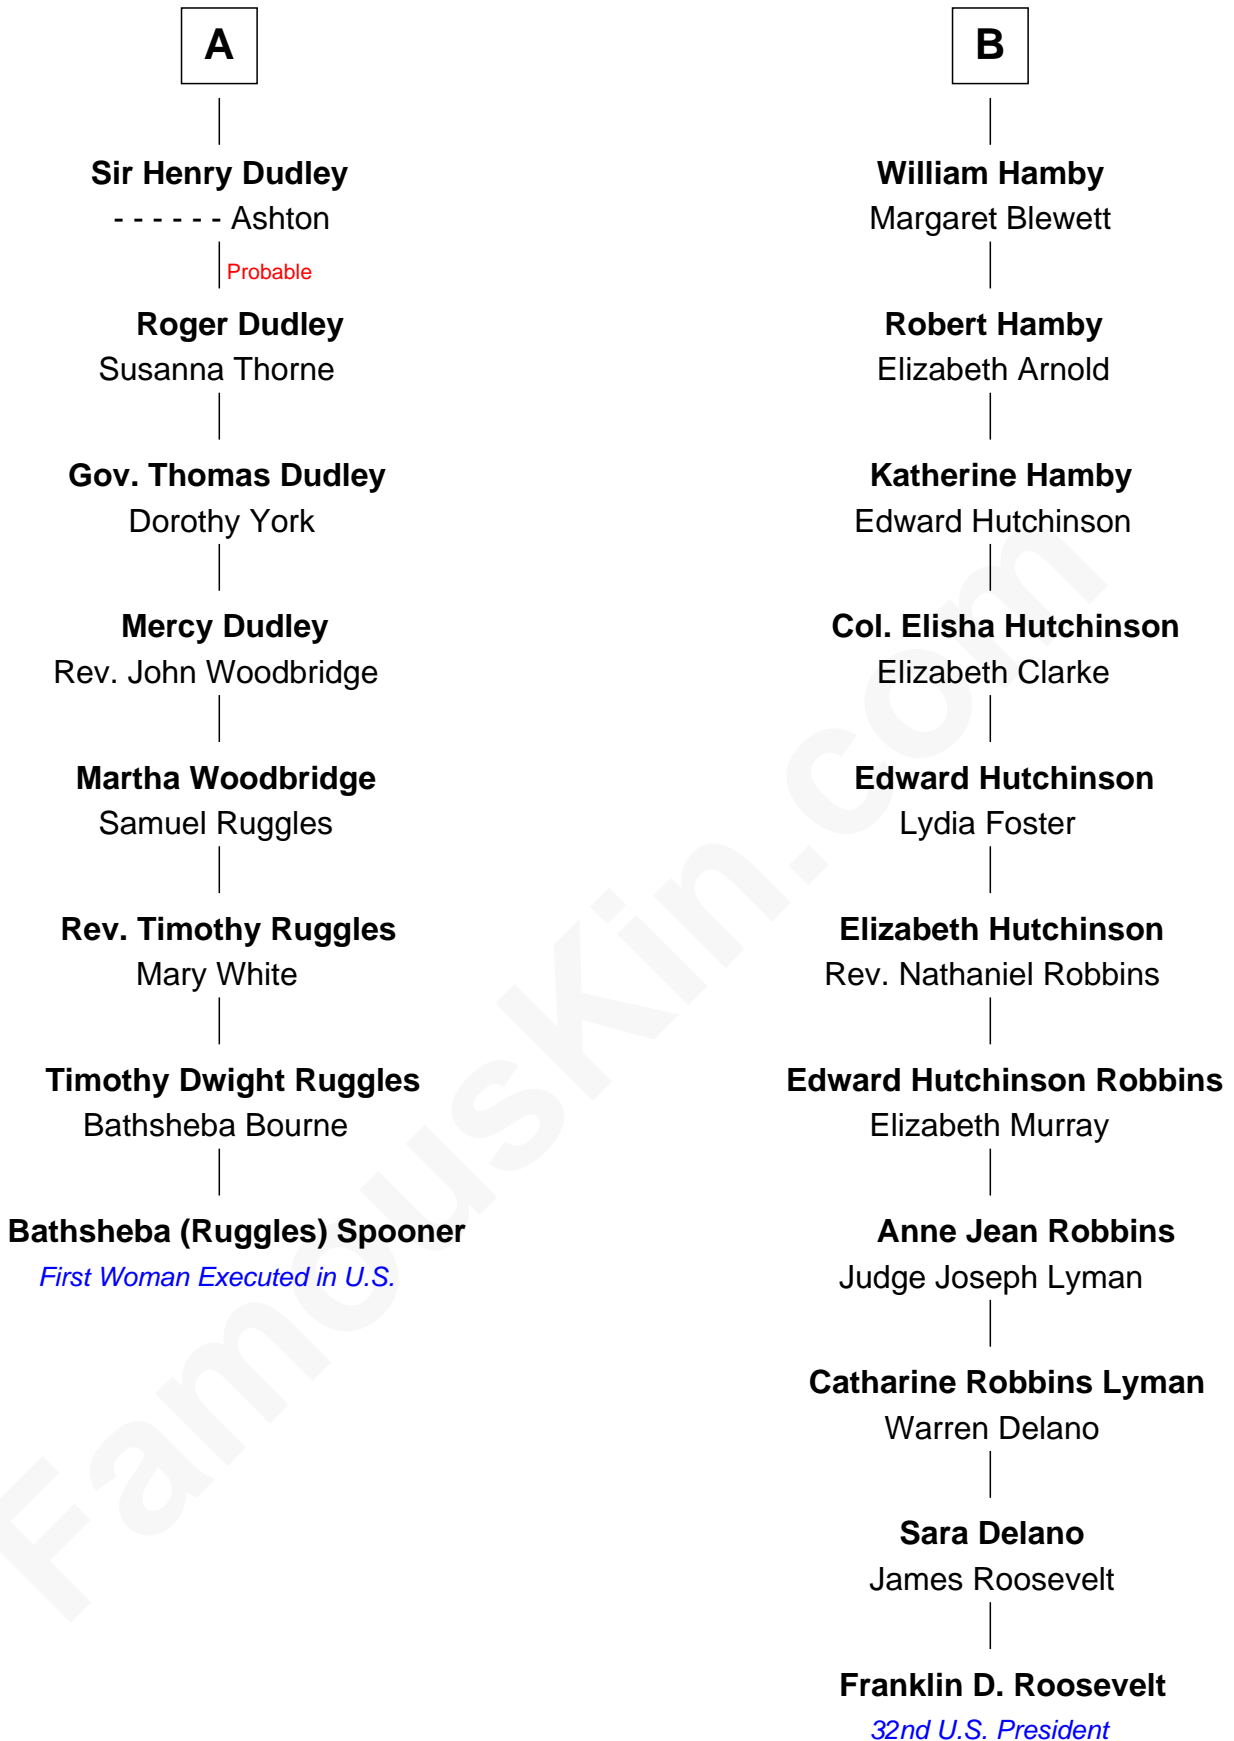 A
Sir Henry Dudley
- - - - - - Ashton
Probable
Roger Dudley
Susanna Thorne
Gov. Thomas Dudley
Dorothy York
Mercy Dudley
Rev. John Woodbridge
Martha Woodbridge
Samuel Ruggles
Rev. Timothy Ruggles
Mary White
Timothy Dwight Ruggles
Bathsheba Bourne
Bathsheba (Ruggles) Spooner
First Woman Executed in U.S.
B
William Hamby
Margaret Blewett
Robert Hamby
Elizabeth Arnold
Katherine Hamby
Edward Hutchinson
Col. Elisha Hutchinson
Elizabeth Clarke
Edward Hutchinson
Lydia Foster
Elizabeth Hutchinson
Rev. Nathaniel Robbins
Edward Hutchinson Robbins
Elizabeth Murray
Anne Jean Robbins
Judge Joseph Lyman
Catharine Robbins Lyman
Warren Delano
Sara Delano
James Roosevelt
Franklin D. Roosevelt
32nd U.S. President
FamousKin.com